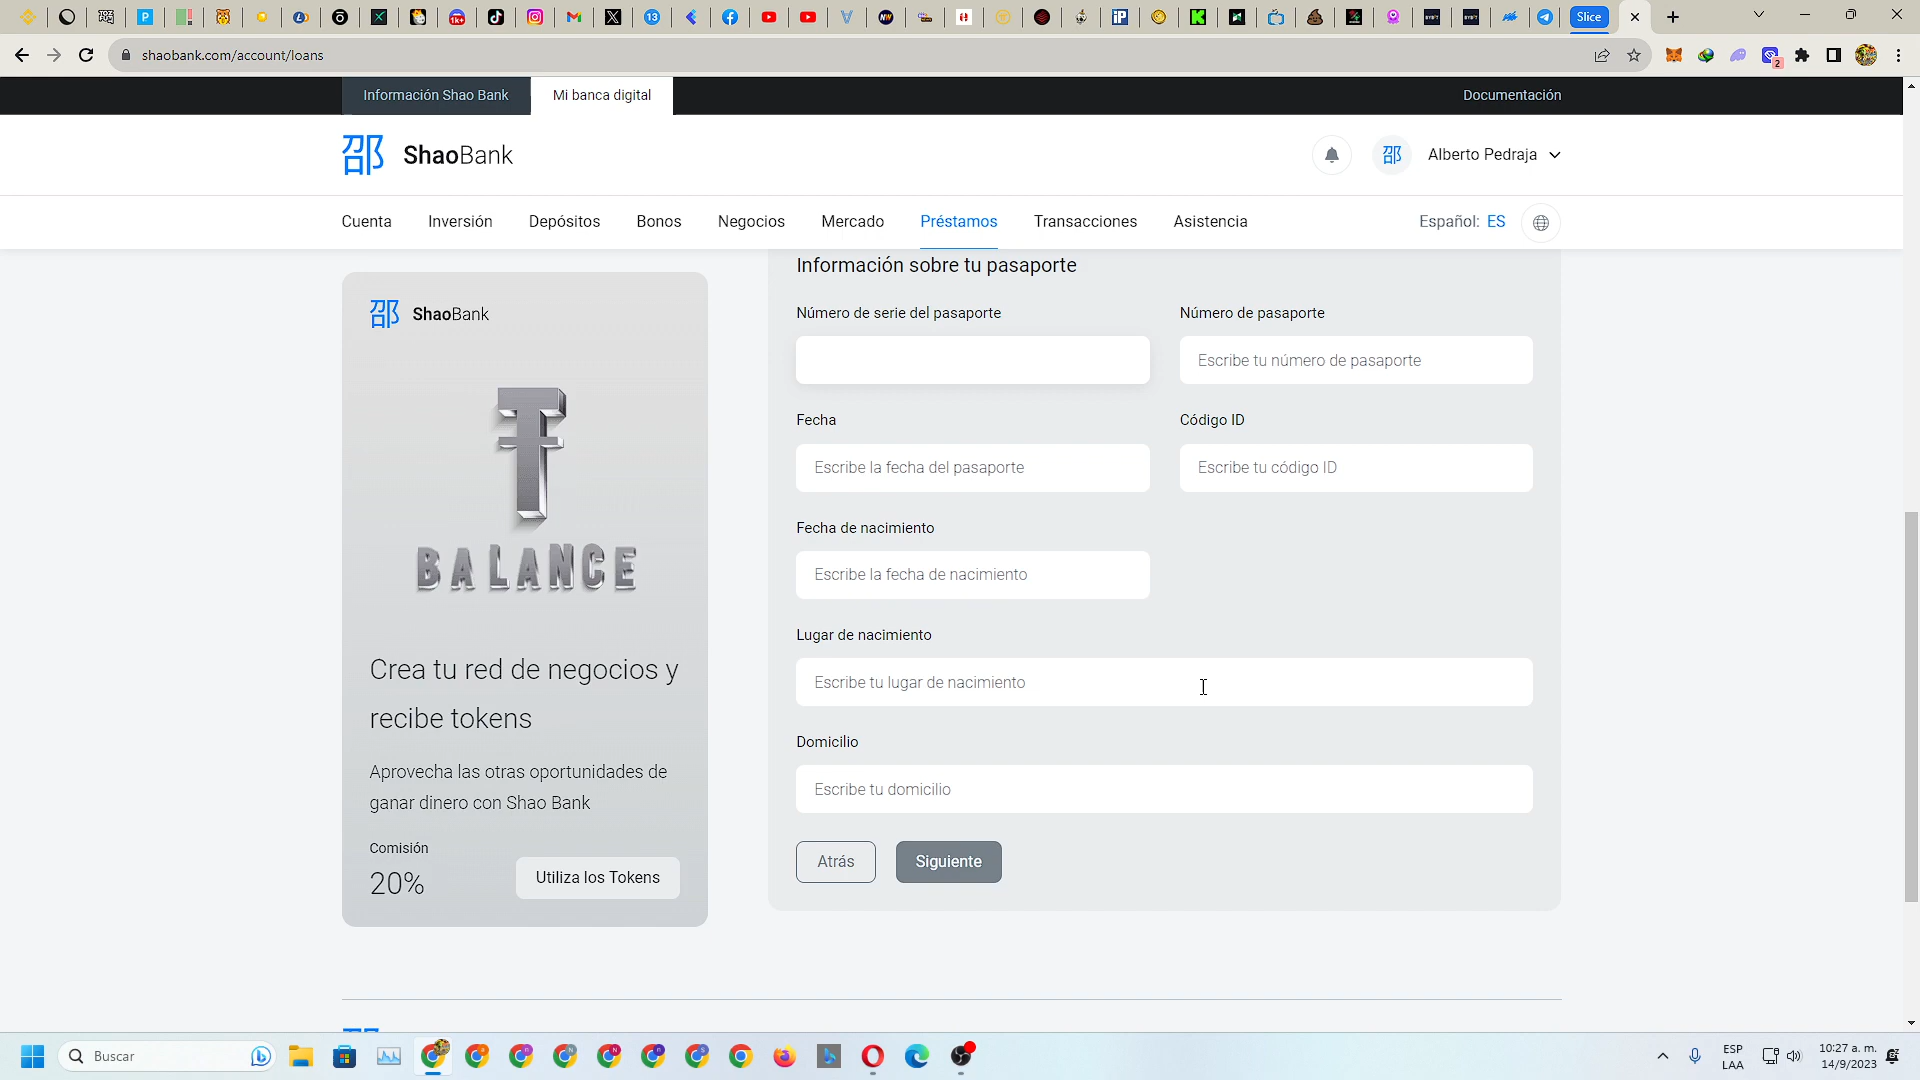 Slice
shaobank.com/account/loans
Información Shao Bank
Mi banca digital
Documentación
邵 ShaoBank
邵 Alberto Pedraja
Cuenta
Inversión
Depósitos
Bonos
Negocios
Mercado
Préstamos
Transacciones
Asistencia
Español: ES
邵 ShaoBank
BALANCE
Crea tu red de negocios y
recibe tokens
Aprovecha las otras oportunidades de
ganar dinero con Shao Bank
Comisión
20%
Utiliza los Tokens
Información sobre tu pasaporte
Número de serie del pasaporte
Número de pasaporte
Escribe tu número de pasaporte
Fecha
Código ID
Escribe la fecha del pasaporte
Escribe tu código ID
Fecha de nacimiento
Escribe la fecha de nacimiento
Lugar de nacimiento
Escribe tu lugar de nacimiento
Domicilio
Escribe tu domicilio
Atrás
Siguiente
Buscar
ESP
LAA
10:27 a. m.
14/9/2023